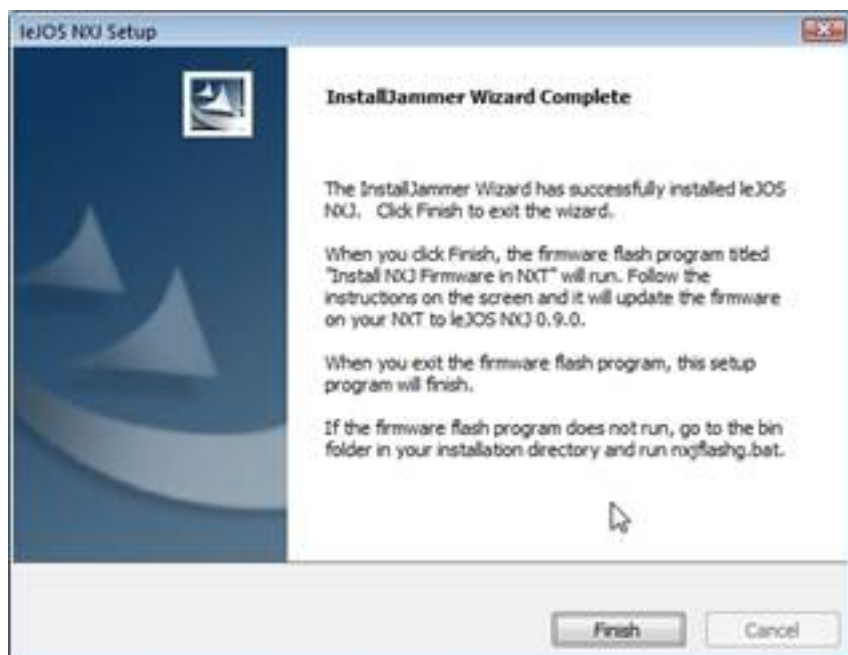 leJOS NXJ Setup
InstallJammer Wizard Complete
The InstallJammer Wizard has successfully installed leJOS
NXJ. Click Finish to exit the wizard.
When you click Finish, the firmware flash program titled
"Install NXJ Firmware in NXT" will run. Follow the
instructions on the screen and it will update the firmware
on your NXT to leJOS NXJ 0.9.0.
When you exit the firmware flash program, this setup
program will finish.
If the firmware flash program does not run, go to the bin
folder in your installation directory and run nxjflashg.bat.
Finish
Cancel